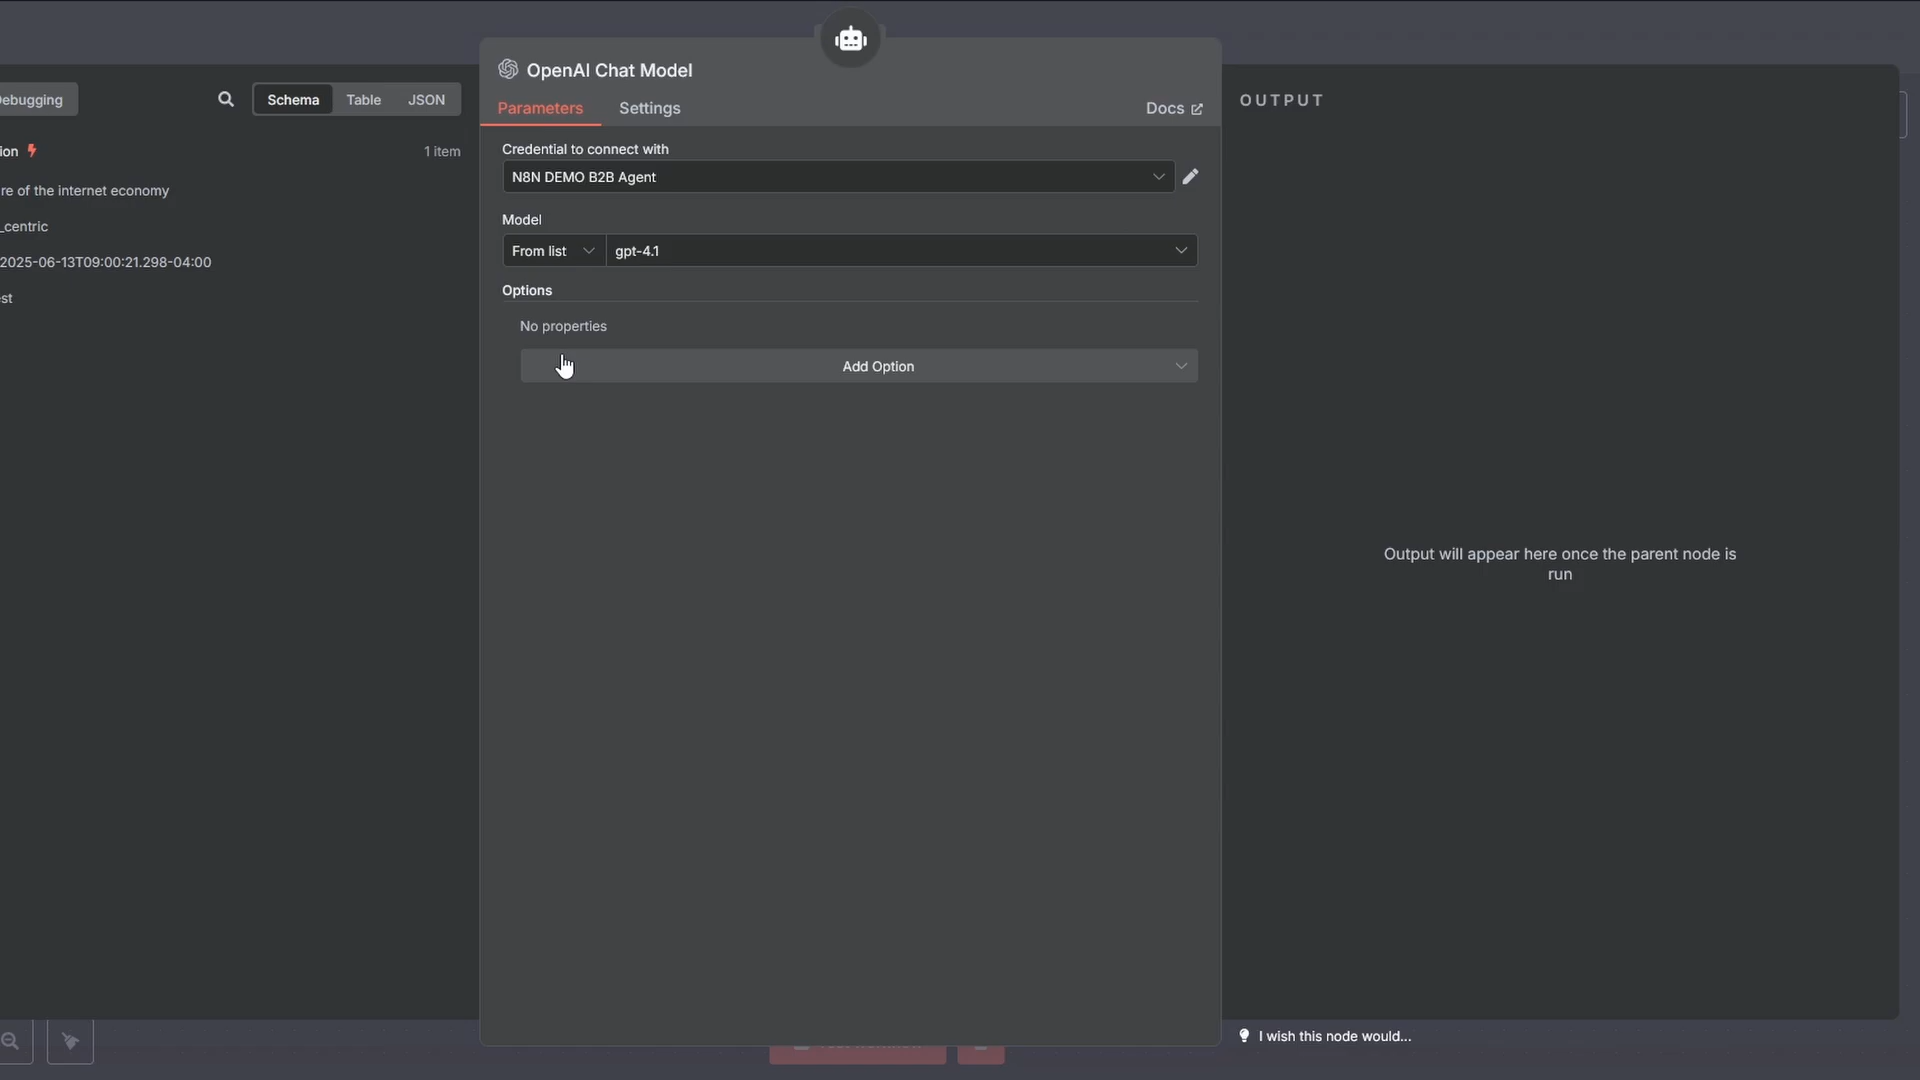 OpenAI Chat Model
Debugging
Schema
Table
JSON
Parameters
Settings
Docs
OUTPUT
Credential to connect with
ion
1 item
N8N DEMO B2B Agent
re of the internet economy
Model
_centric
From list
gpt-4.1
2025-06-13T09:00:21.298-04:00
Options
est
No properties
Add Option
Output will appear here once the parent node is
run
I wish this node would...